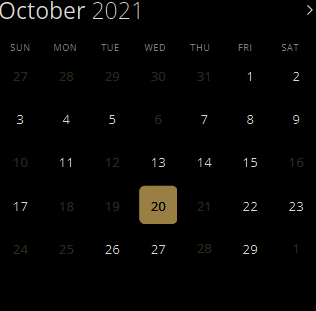 October 2021
SUN MON TUE WED THU FRI SAT
27 28 29 30 31 1 2
3 4 5 6 7 8 9
10 11 12 13 14 15 16
17 18 19 20 21 22 23
24 25 26 27 28 29 1